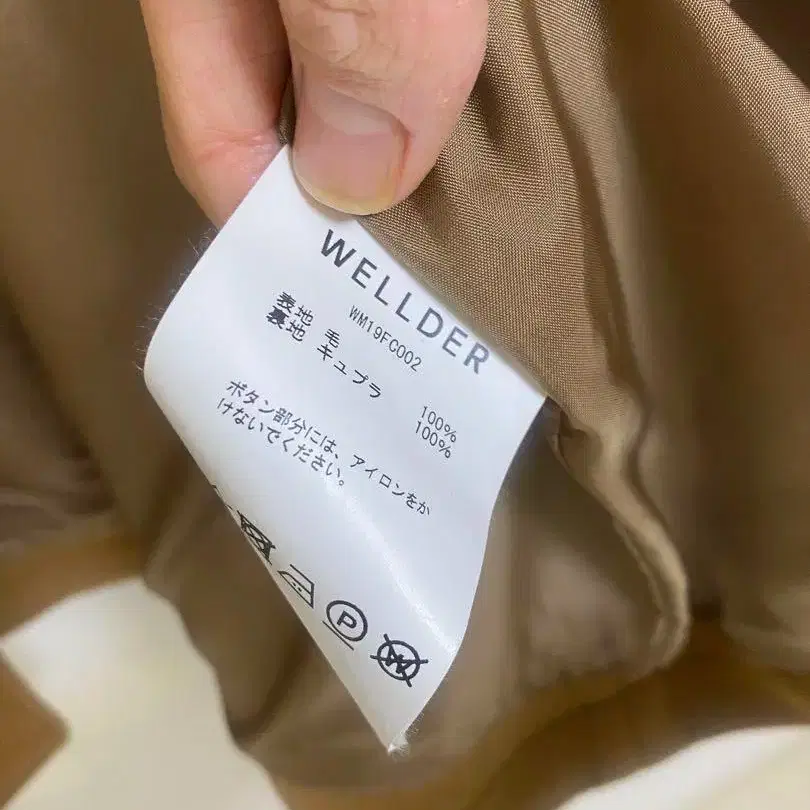 WELLDER
WM19FC002
表地 毛 100%
裏地 キュプラ 100%
ボタン部分には、アイロンをか
けないでください。
P
W